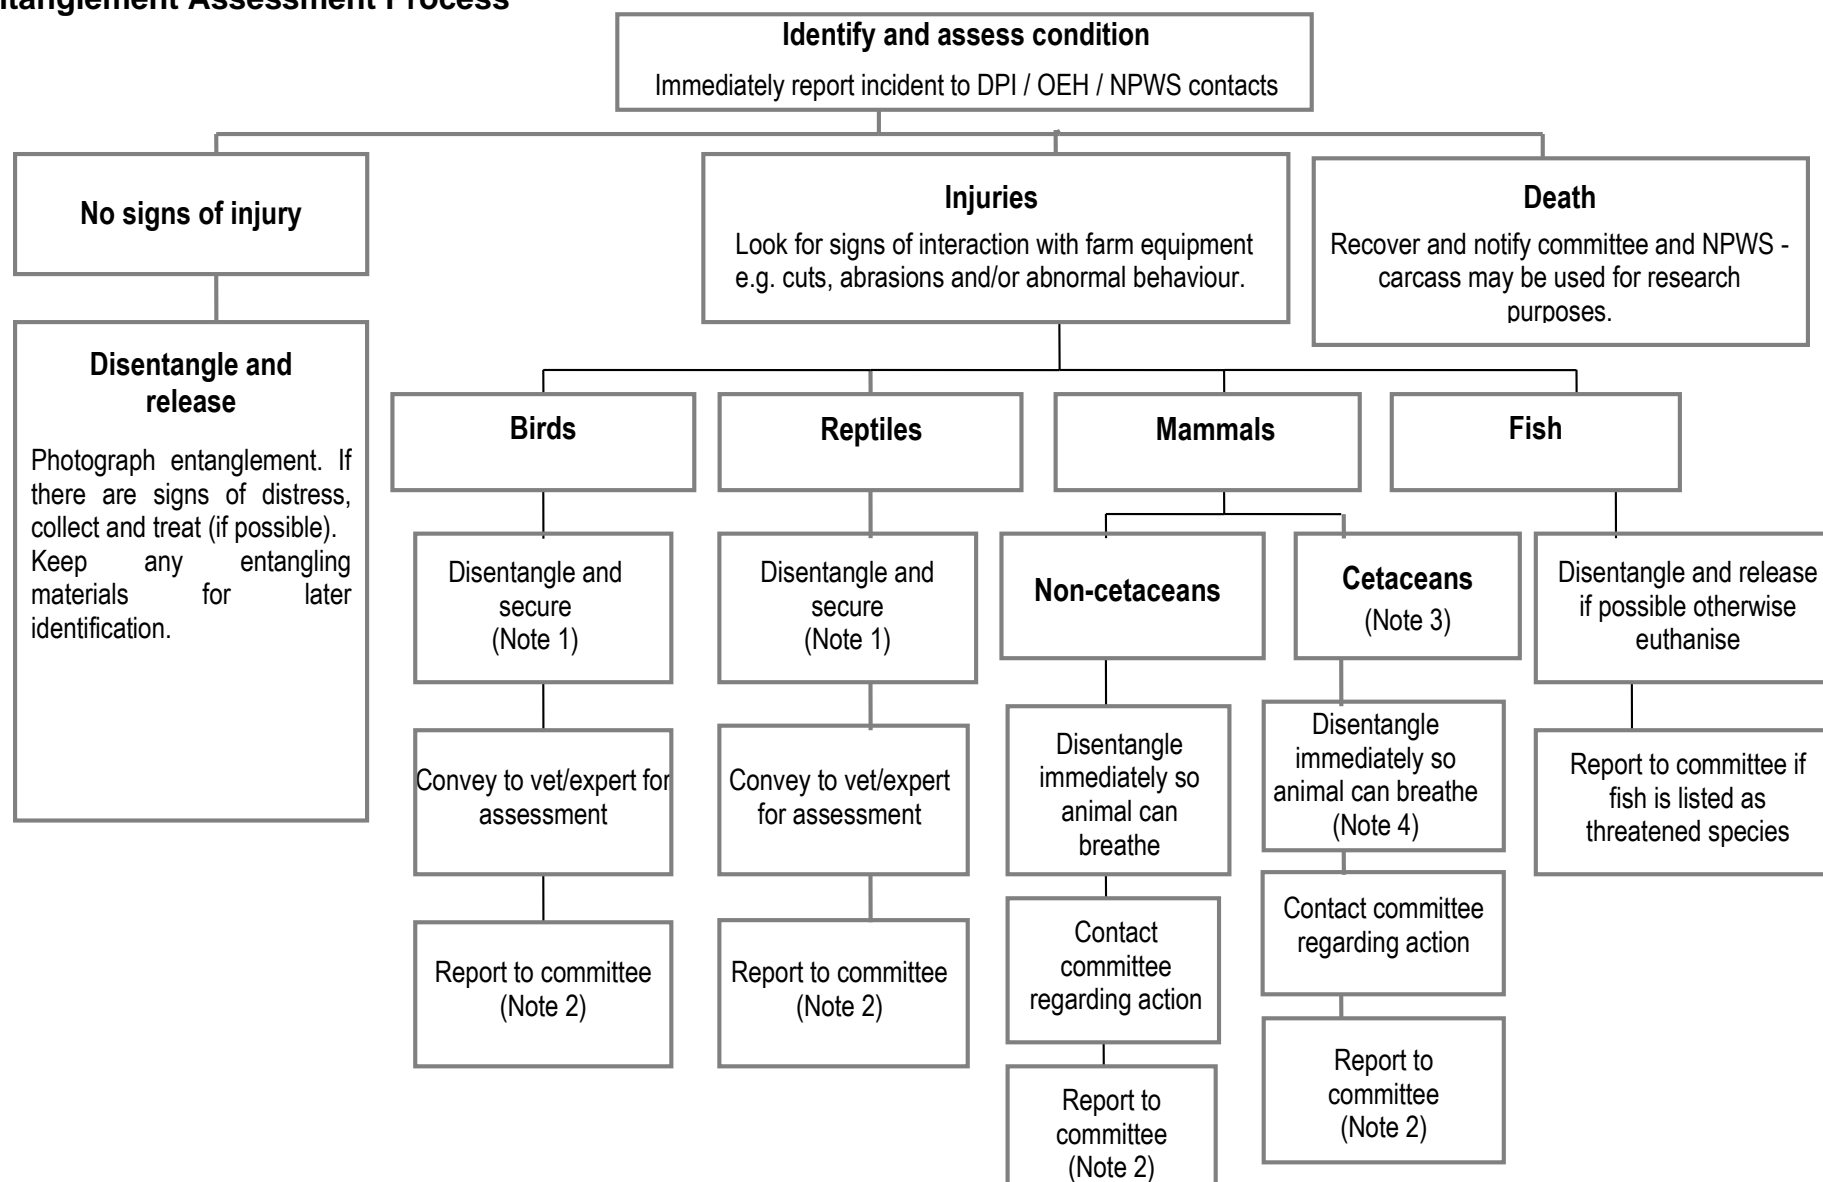 Entanglement Assessment Process
Identify and assess condition
Immediately report incident to DPI / OEH / NPWS contacts
No signs of injury
Injuries
Look for signs of interaction with farm equipment
e.g. cuts, abrasions and/or abnormal behaviour.
Death
Recover and notify committee and NPWS -
carcass may be used for research
purposes.
Disentangle and
release
Photograph entanglement. If
there are signs of distress,
collect and treat (if possible).
Keep any entangling
materials for later
identification.
Birds
Reptiles
Mammals
Fish
Disentangle and
secure
(Note 1)
Disentangle and
secure
(Note 1)
Non-cetaceans
Cetaceans
(Note 3)
Disentangle and release
if possible otherwise
euthanise
Convey to vet/expert for
assessment
Convey to vet/expert
for assessment
Disentangle
immediately so
animal can
breathe
Disentangle
immediately so
animal can breathe
(Note 4)
Report to committee if
fish is listed as
threatened species
Report to committee
(Note 2)
Report to committee
(Note 2)
Contact
committee
regarding action
Contact committee
regarding action
Report to
committee
(Note 2)
Report to
committee
(Note 2)